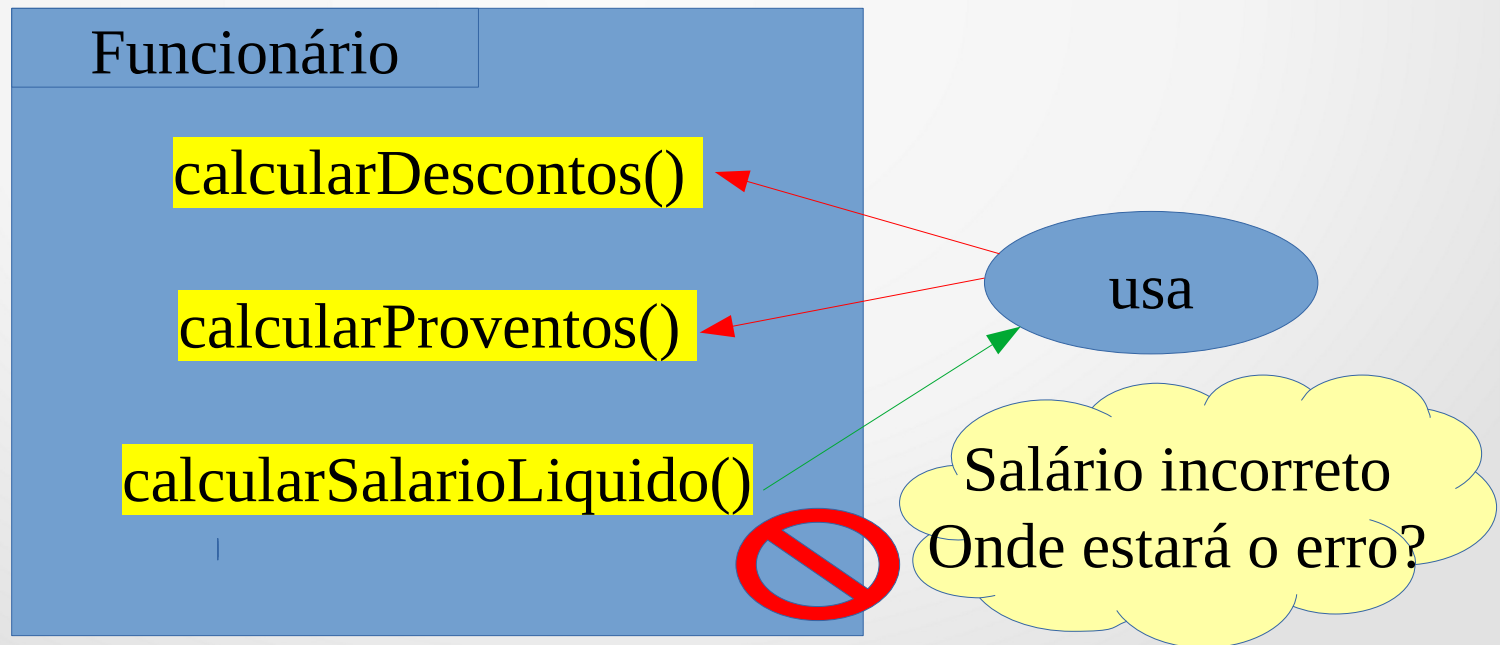 Funcionário
calcularDescontos()
calcularProventos()
usa
calcularSalarioLiquido()
Salário incorreto
Onde estará o erro?